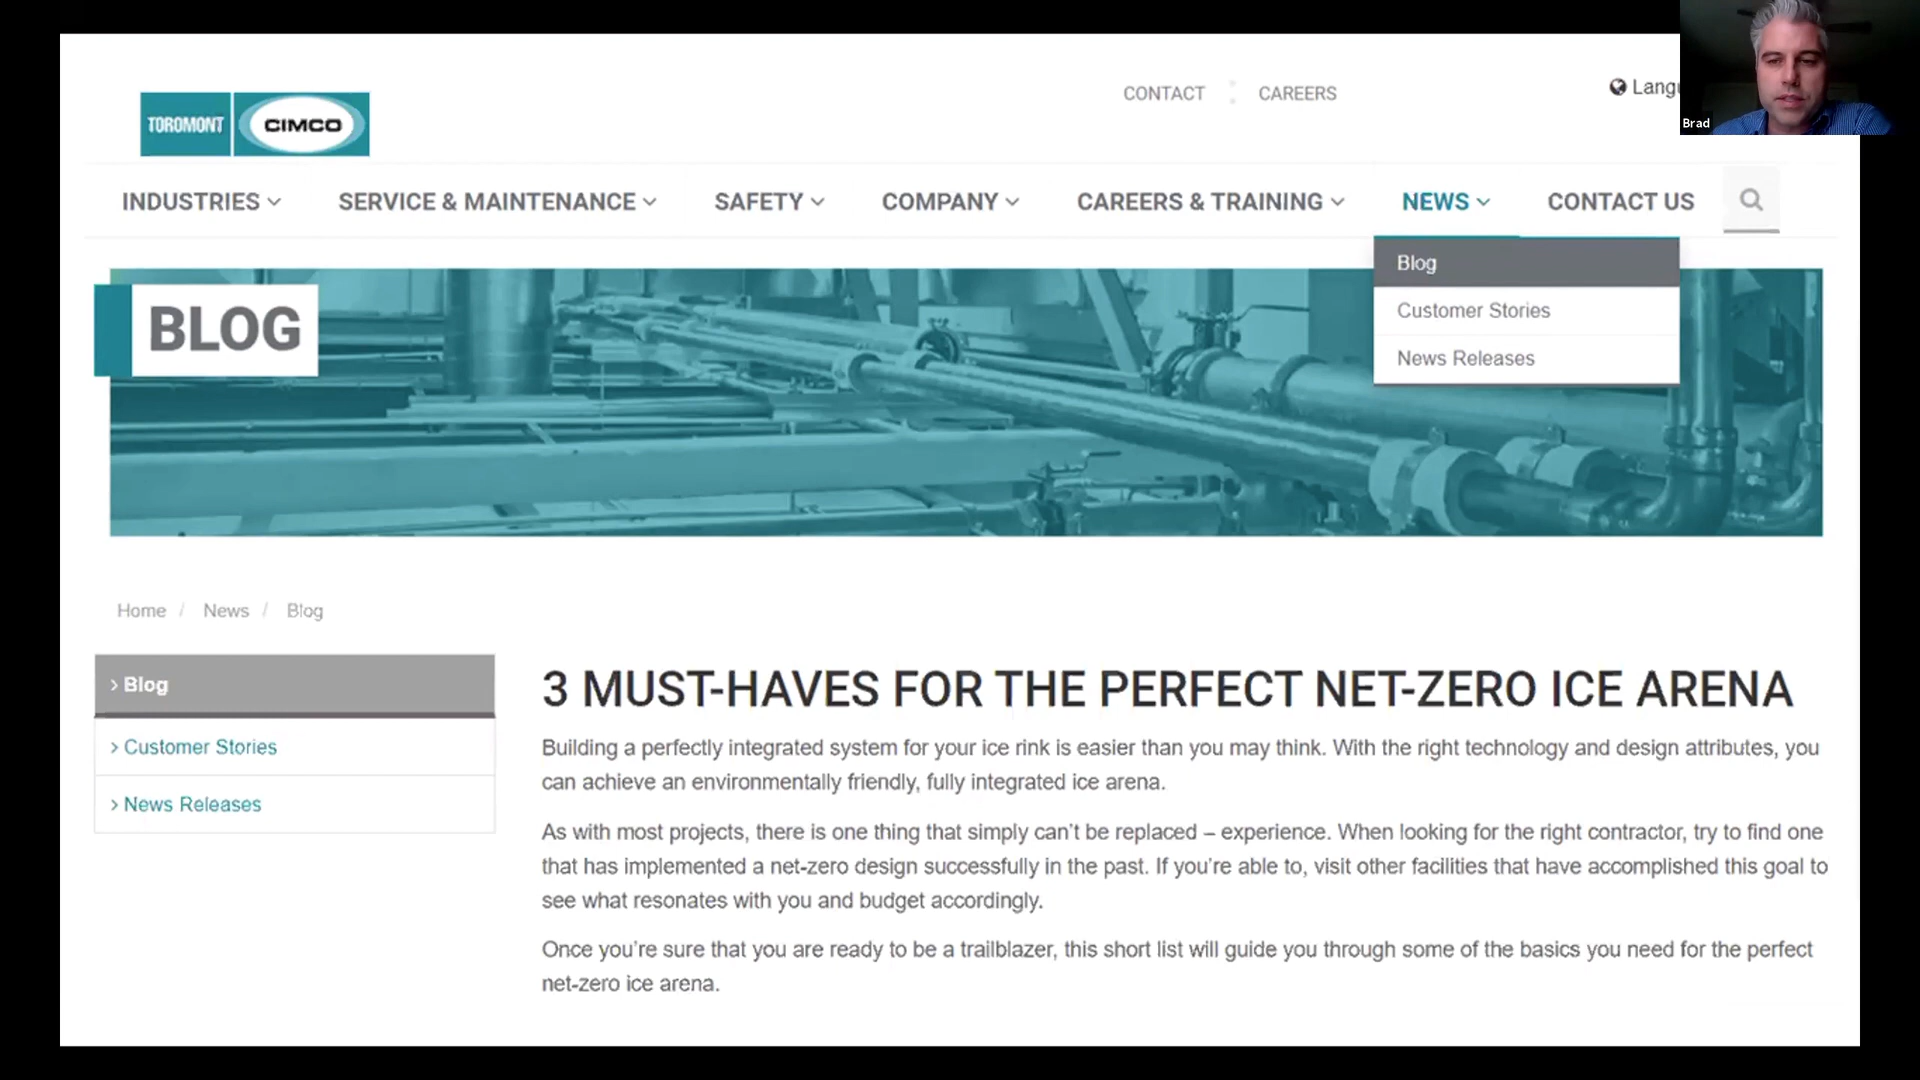 TOROMONT CIMCO
CONTACT CAREERS
Langu
Brad
INDUSTRIES SERVICE & MAINTENANCE SAFETY COMPANY CAREERS & TRAINING NEWS CONTACT US
Blog
Customer Stories
News Releases
BLOG
Home / News / Blog
Blog
Customer Stories
News Releases
3 MUST-HAVES FOR THE PERFECT NET-ZERO ICE ARENA
Building a perfectly integrated system for your ice rink is easier than you may think. With the right technology and design attributes, you
can achieve an environmentally friendly, fully integrated ice arena.
As with most projects, there is one thing that simply can't be replaced – experience. When looking for the right contractor, try to find one
that has implemented a net-zero design successfully in the past. If you're able to, visit other facilities that have accomplished this goal to
see what resonates with you and budget accordingly.
Once you're sure that you are ready to be a trailblazer, this short list will guide you through some of the basics you need for the perfect
net-zero ice arena.